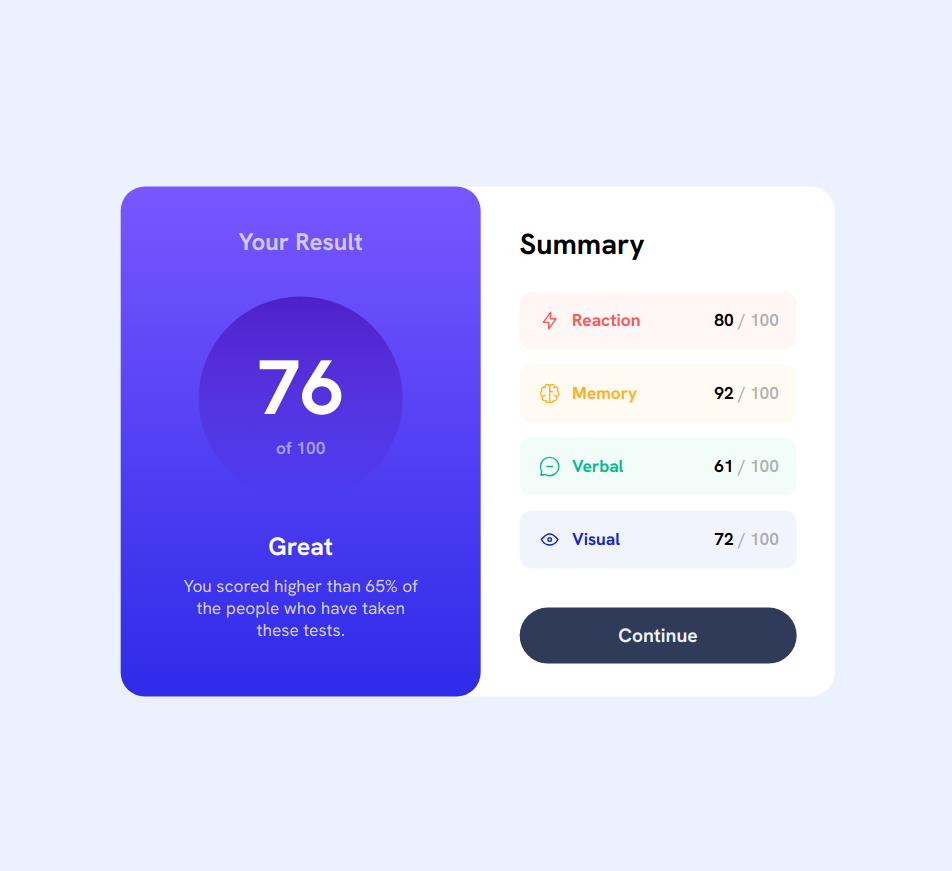 Your Result
76
of 100
Great
You scored higher than 65% of
the people who have taken
these tests.
Summary
Reaction 80 / 100
Memory 92 / 100
Verbal 61 / 100
Visual 72 / 100
Continue